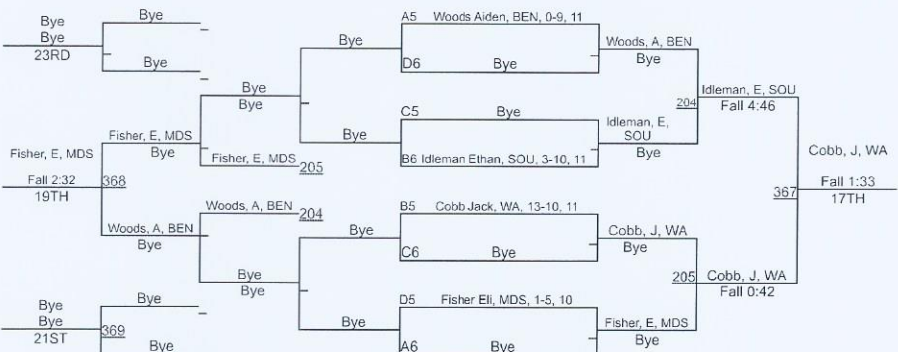 Bye
Bye
23RD
Bye
Bye
Fisher, E, MDS
Fall 2:32
19TH
368
Fisher, E, MDS
Bye
Woods, A, BEN
Bye
Bye
Bye
21ST
369
Bye
Bye
Bye
Bye
Fisher, E, MDS
205
Woods, A, BEN
204
Bye
Bye
Bye
Bye
Bye
Bye
A5 Woods Aiden, BEN, 0-9, 11
D6 Bye
C5 Bye
B6 Idleman Ethan, SOU, 3-10, 11
B5 Cobb Jack, WA, 13-10, 11
C6 Bye
D5 Fisher Eli, MDS, 1-5, 10
A6 Bye
Woods, A, BEN
Bye
Idleman, E,
SOU
Bye
Cobb, J, WA
Bye
Fisher, E, MDS
Bye
204
Idleman, E, SOU
Fall 4:46
205
Cobb, J, WA
Fall 0:42
367
Cobb, J, WA
Fall 1:33
17TH